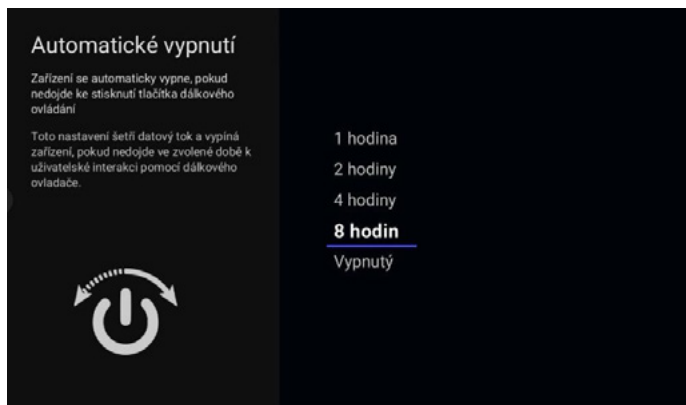 Automatické vypnutí
Zařízení se automaticky vypne, pokud
nedojde ke stisknutí tlačítka dálkového
ovládání
Toto nastavení šetří datový tok a vypíná
zařízení, pokud nedojde ve zvolené době k
uživatelské interakci pomocí dálkového
ovladače.
1 hodina
2 hodiny
4 hodiny
8 hodin
Vypnutý